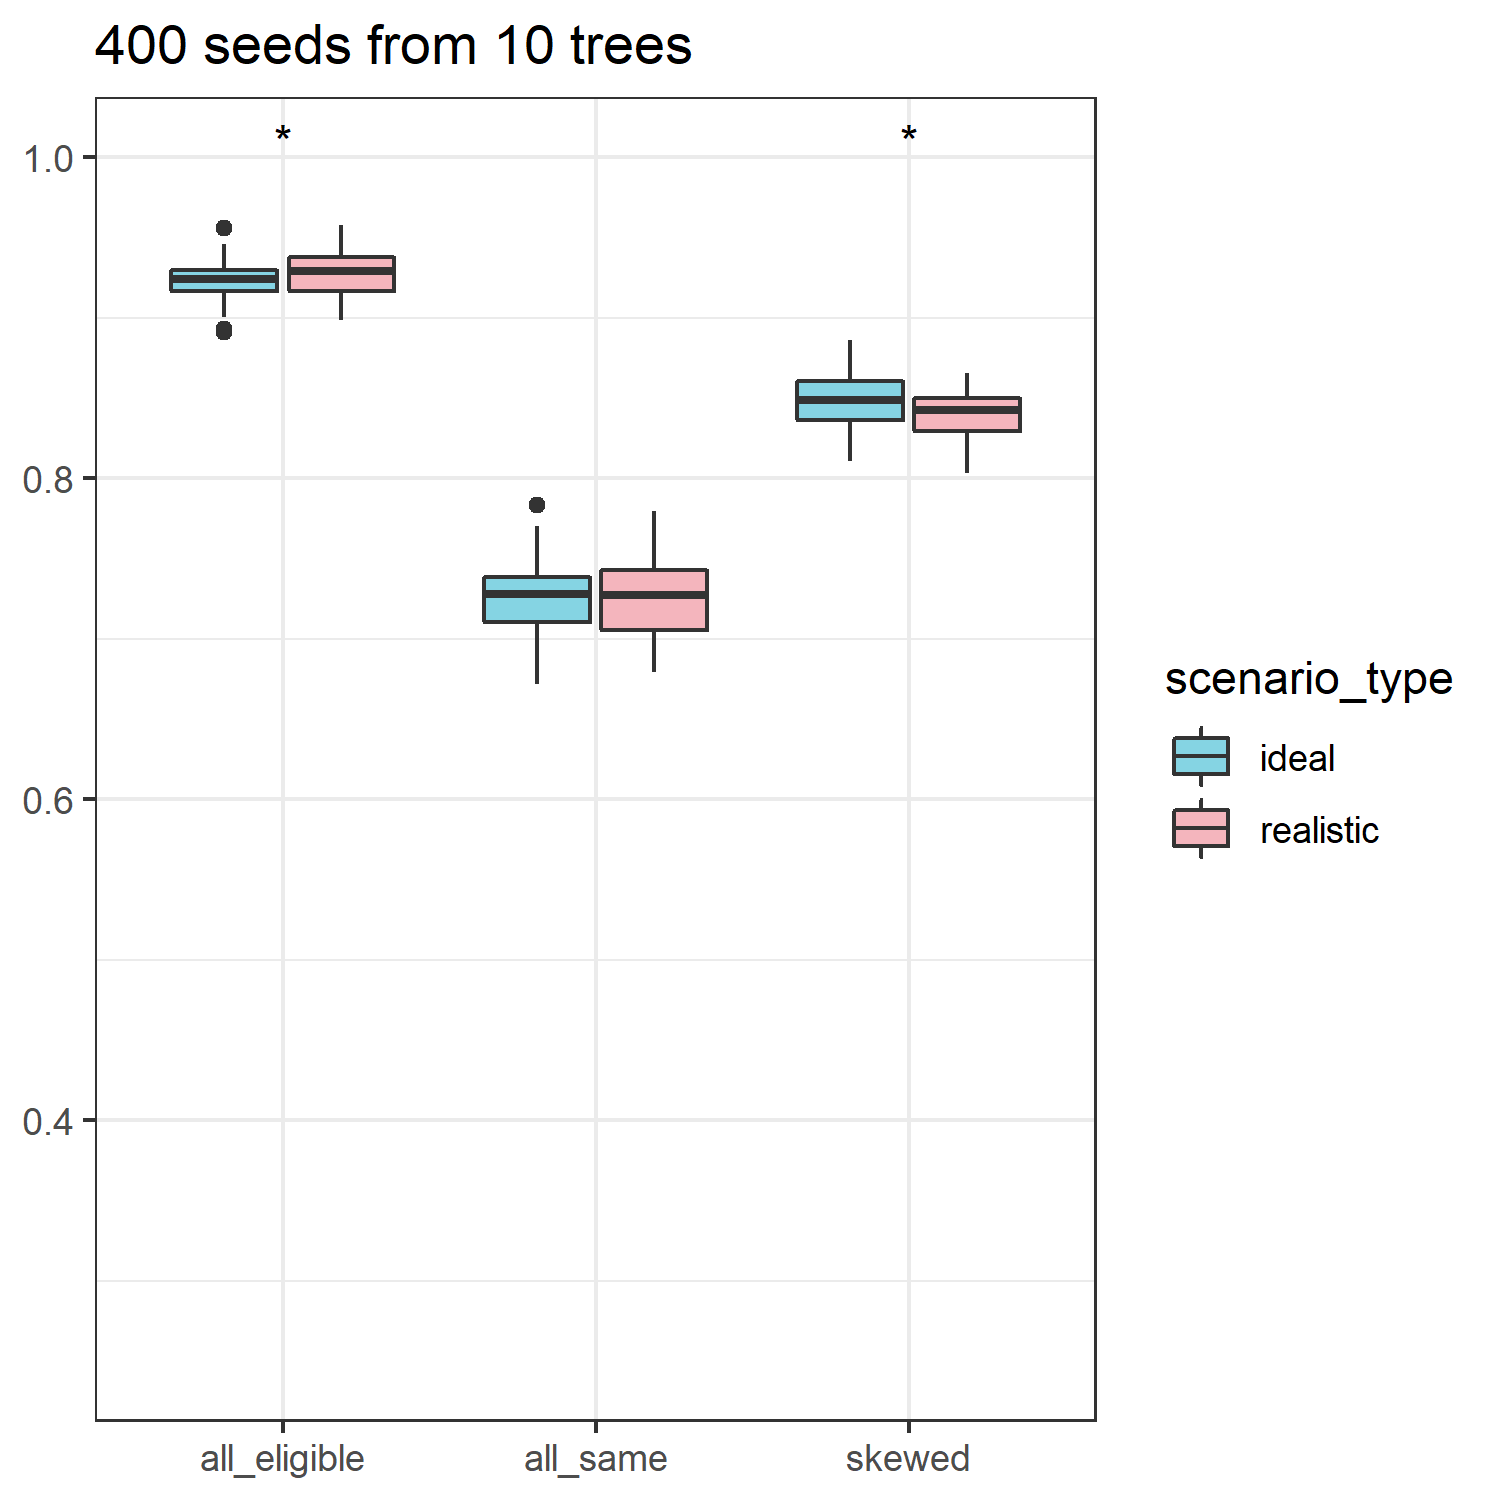 400 seeds from 10 trees
* *
1.0
0.8
0.6
0.4
all_eligible all_same skewed
scenario_type
ideal
realistic